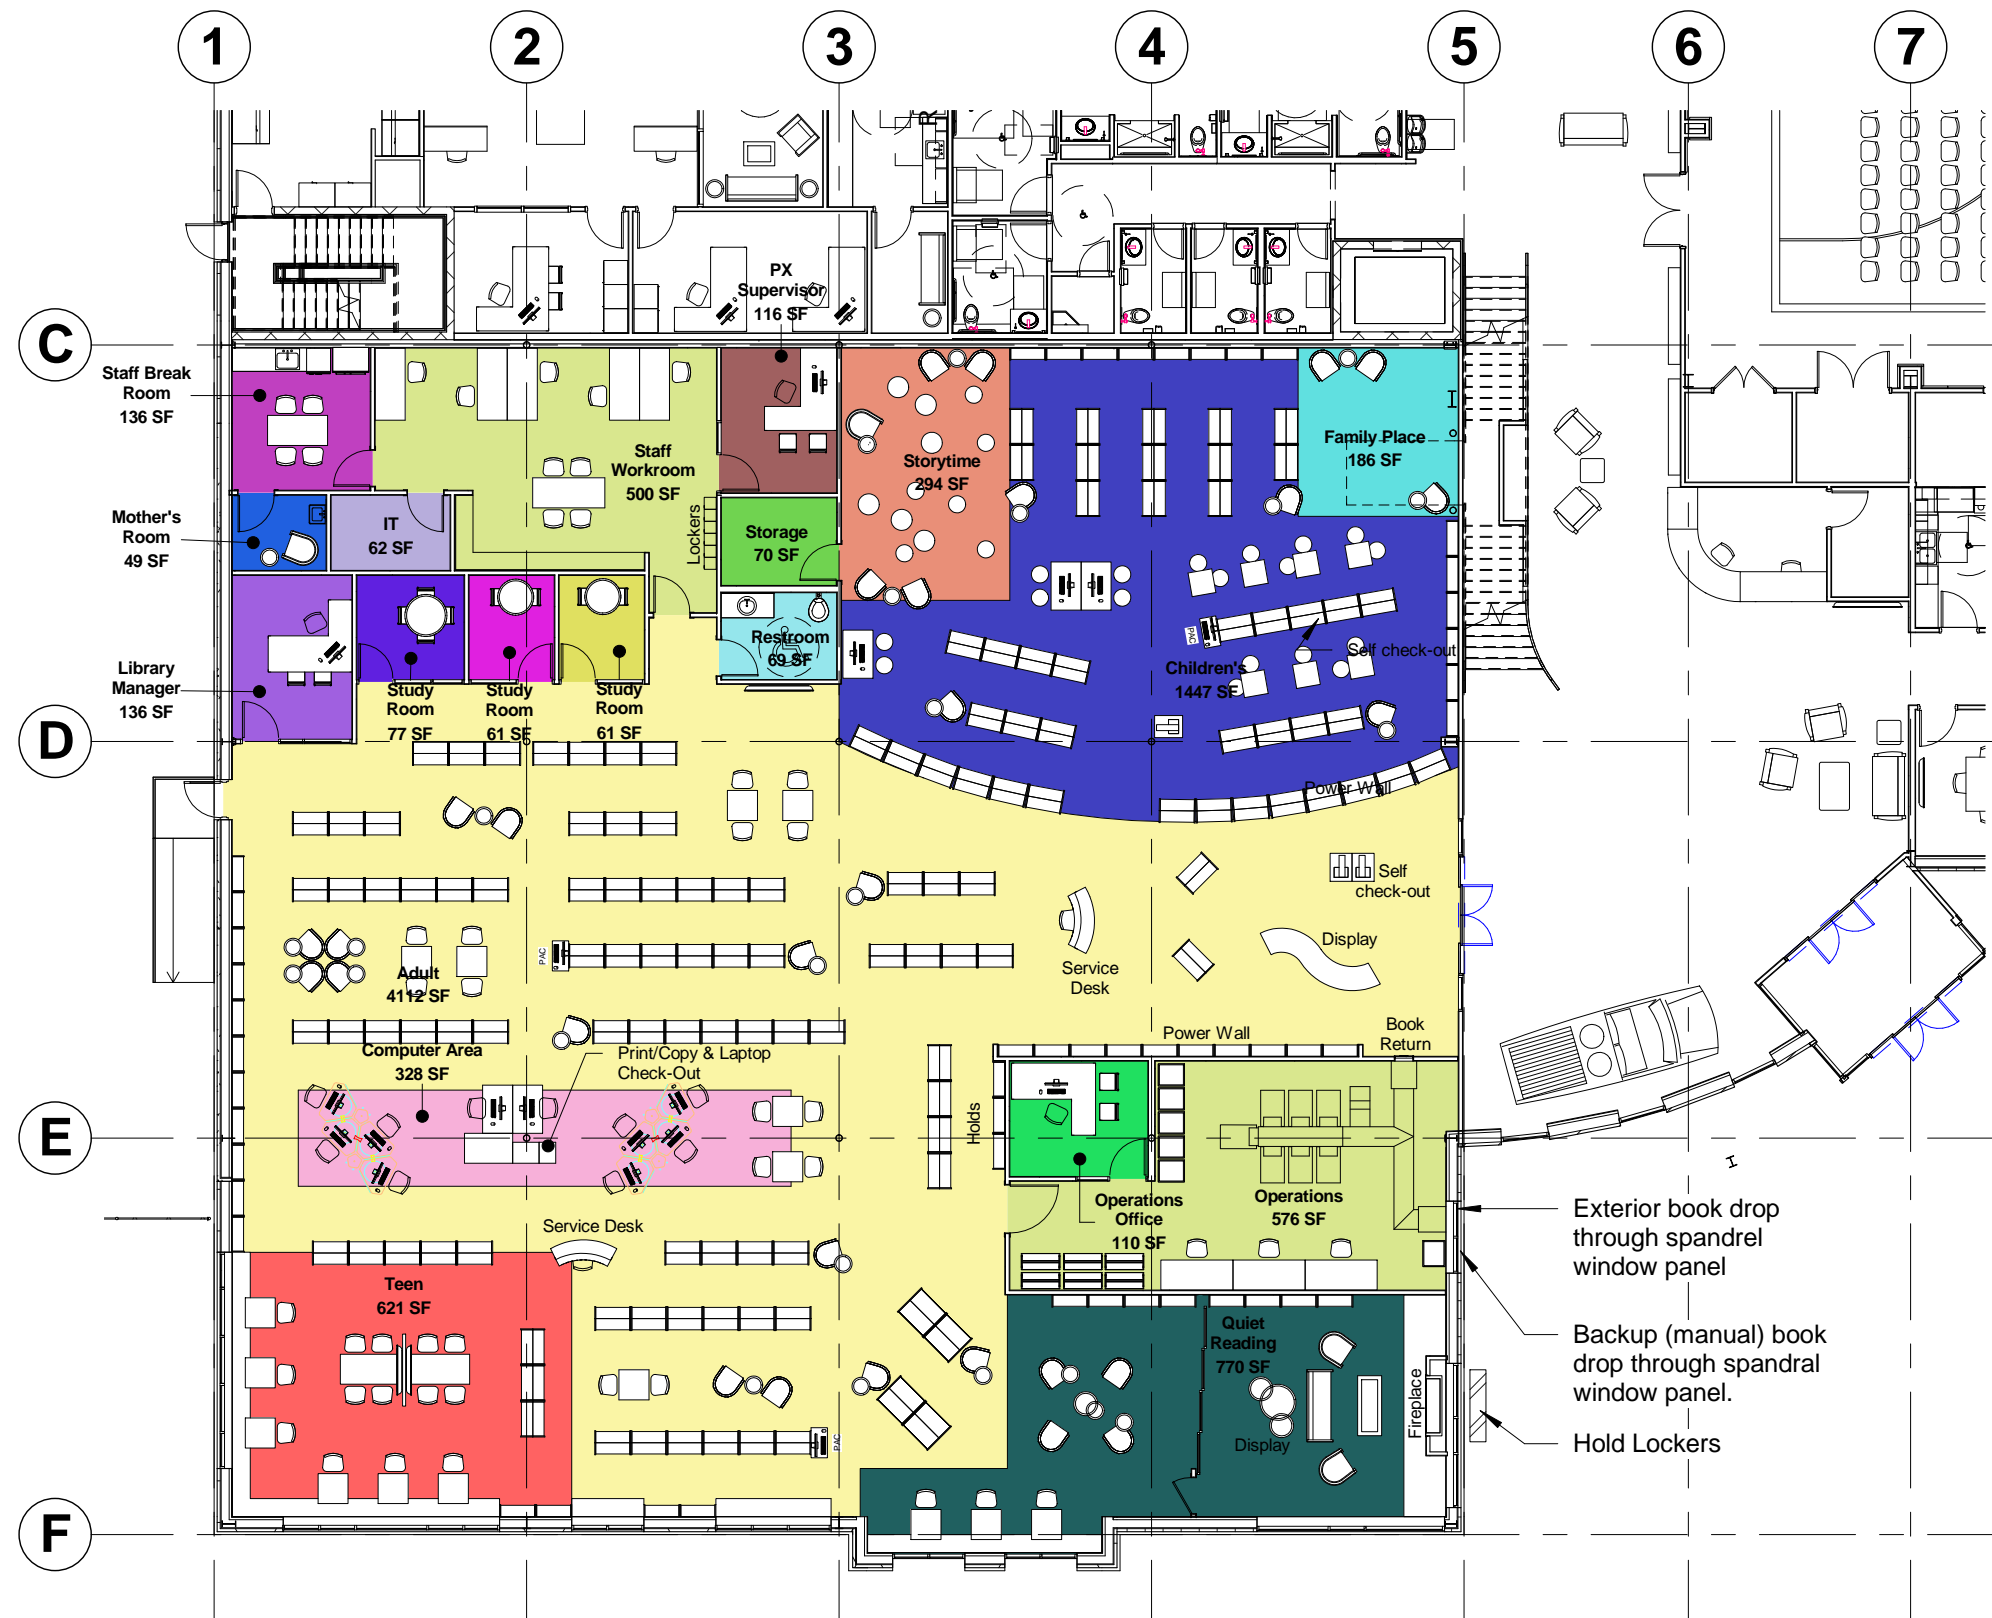 1
2
3
4
5
6
7
C
D
E
F
PX
Supervisor
116 SF
Staff Break
Room
136 SF
Staff
Workroom
500 SF
Storytime
294 SF
Family Place
186 SF
Mother's
Room
49 SF
IT
62 SF
Lockers
Storage
70 SF
Restroom
69 SF
PAC
Self check-out
Children's
1447 SF
Library
Manager
136 SF
Study
Room
77 SF
Study
Room
61 SF
Study
Room
61 SF
Power Wall
Self
check-out
Display
Service
Desk
PAC
Adult
4112 SF
Power Wall
Book
Return
Computer Area
328 SF
Print/Copy & Laptop
Check-Out
Holds
Operations
Office
110 SF
Operations
576 SF
Exterior book drop
through spandrel
window panel
Service Desk
Teen
621 SF
Quiet
Reading
770 SF
Backup (manual) book
drop through spandral
window panel.
Fireplace
Display
PAC
Hold Lockers